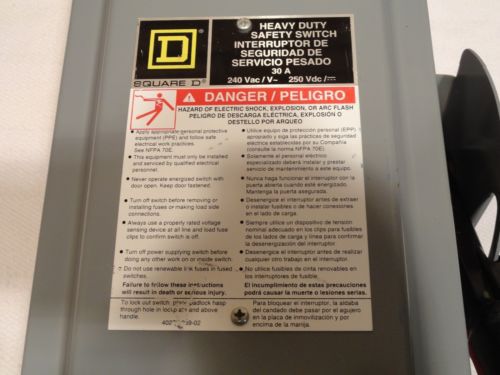 D
SQUARE D
HEAVY DUTY
SAFETY SWITCH
INTERRUPTOR DE
SEGURIDAD DE
SERVICIO PESADO
30 A
240 Vac / V~ 250 Vdc /
DANGER / PELIGRO
HAZARD OF ELECTRIC SHOCK, EXPLOSION, OR ARC FLASH
PELIGRO DE DESCARGA ELÉCTRICA, EXPLOSIÓN O
DESTELLO POR ARQUEO
• Apply appropriate personal protective
equipment (PPE) and follow safe
electrical work practices.
See NFPA 70E.
• This equipment must only be installed
and serviced by qualified electrical
personnel.
• Never operate energized switch with
door open. Keep door fastened.
• Turn off switch before removing or
installing fuses or making load side
connections.
• Always use a properly rated voltage
sensing device at all line and load fuse
clips to confirm switch is off.
• Turn off power supplying switch before
doing any other work on or inside switch.
• Do not use renewable link fuses in fused
switches.
Failure to follow these instructions
will result in death or serious injury.
• Utilice equipo de protección personal (EPP)
apropiado y siga las prácticas de seguridad
eléctrica establecidas por su Compañía
(consulte la norma NFPA 70E).
• Solamente el personal eléctrico
especializado deberá instalar y prestar
servicio de mantenimiento a este equipo.
• Nunca haga funcionar el interruptor con la
puerta abierta cuando esté energizado.
Mantenga la puerta asegurada.
• Desenergice el interruptor antes de extraer
o instalar fusibles o de hacer conexiones
en el lado de carga.
• Siempre utilice un dispositivo de tensión
nominal adecuado en los clips para fusibles
de los lados de carga y línea para confirmar
la desenergización del interruptor.
• Desenergice el interruptor antes de realizar
cualquier otro trabajo en el interruptor.
• No utilice fusibles de cinta renovables en
los interruptores de fusible.
El incumplimiento de estas precauciones
podrá causar la muerte o lesiones serias.
To lock out switch, place padlock hasp
through hole in lockplate and above
handle.
Para bloquear el interruptor, la aldaba
del candado debe pasar por el agujero
en la placa de inmovilización y por
encima de la manija.